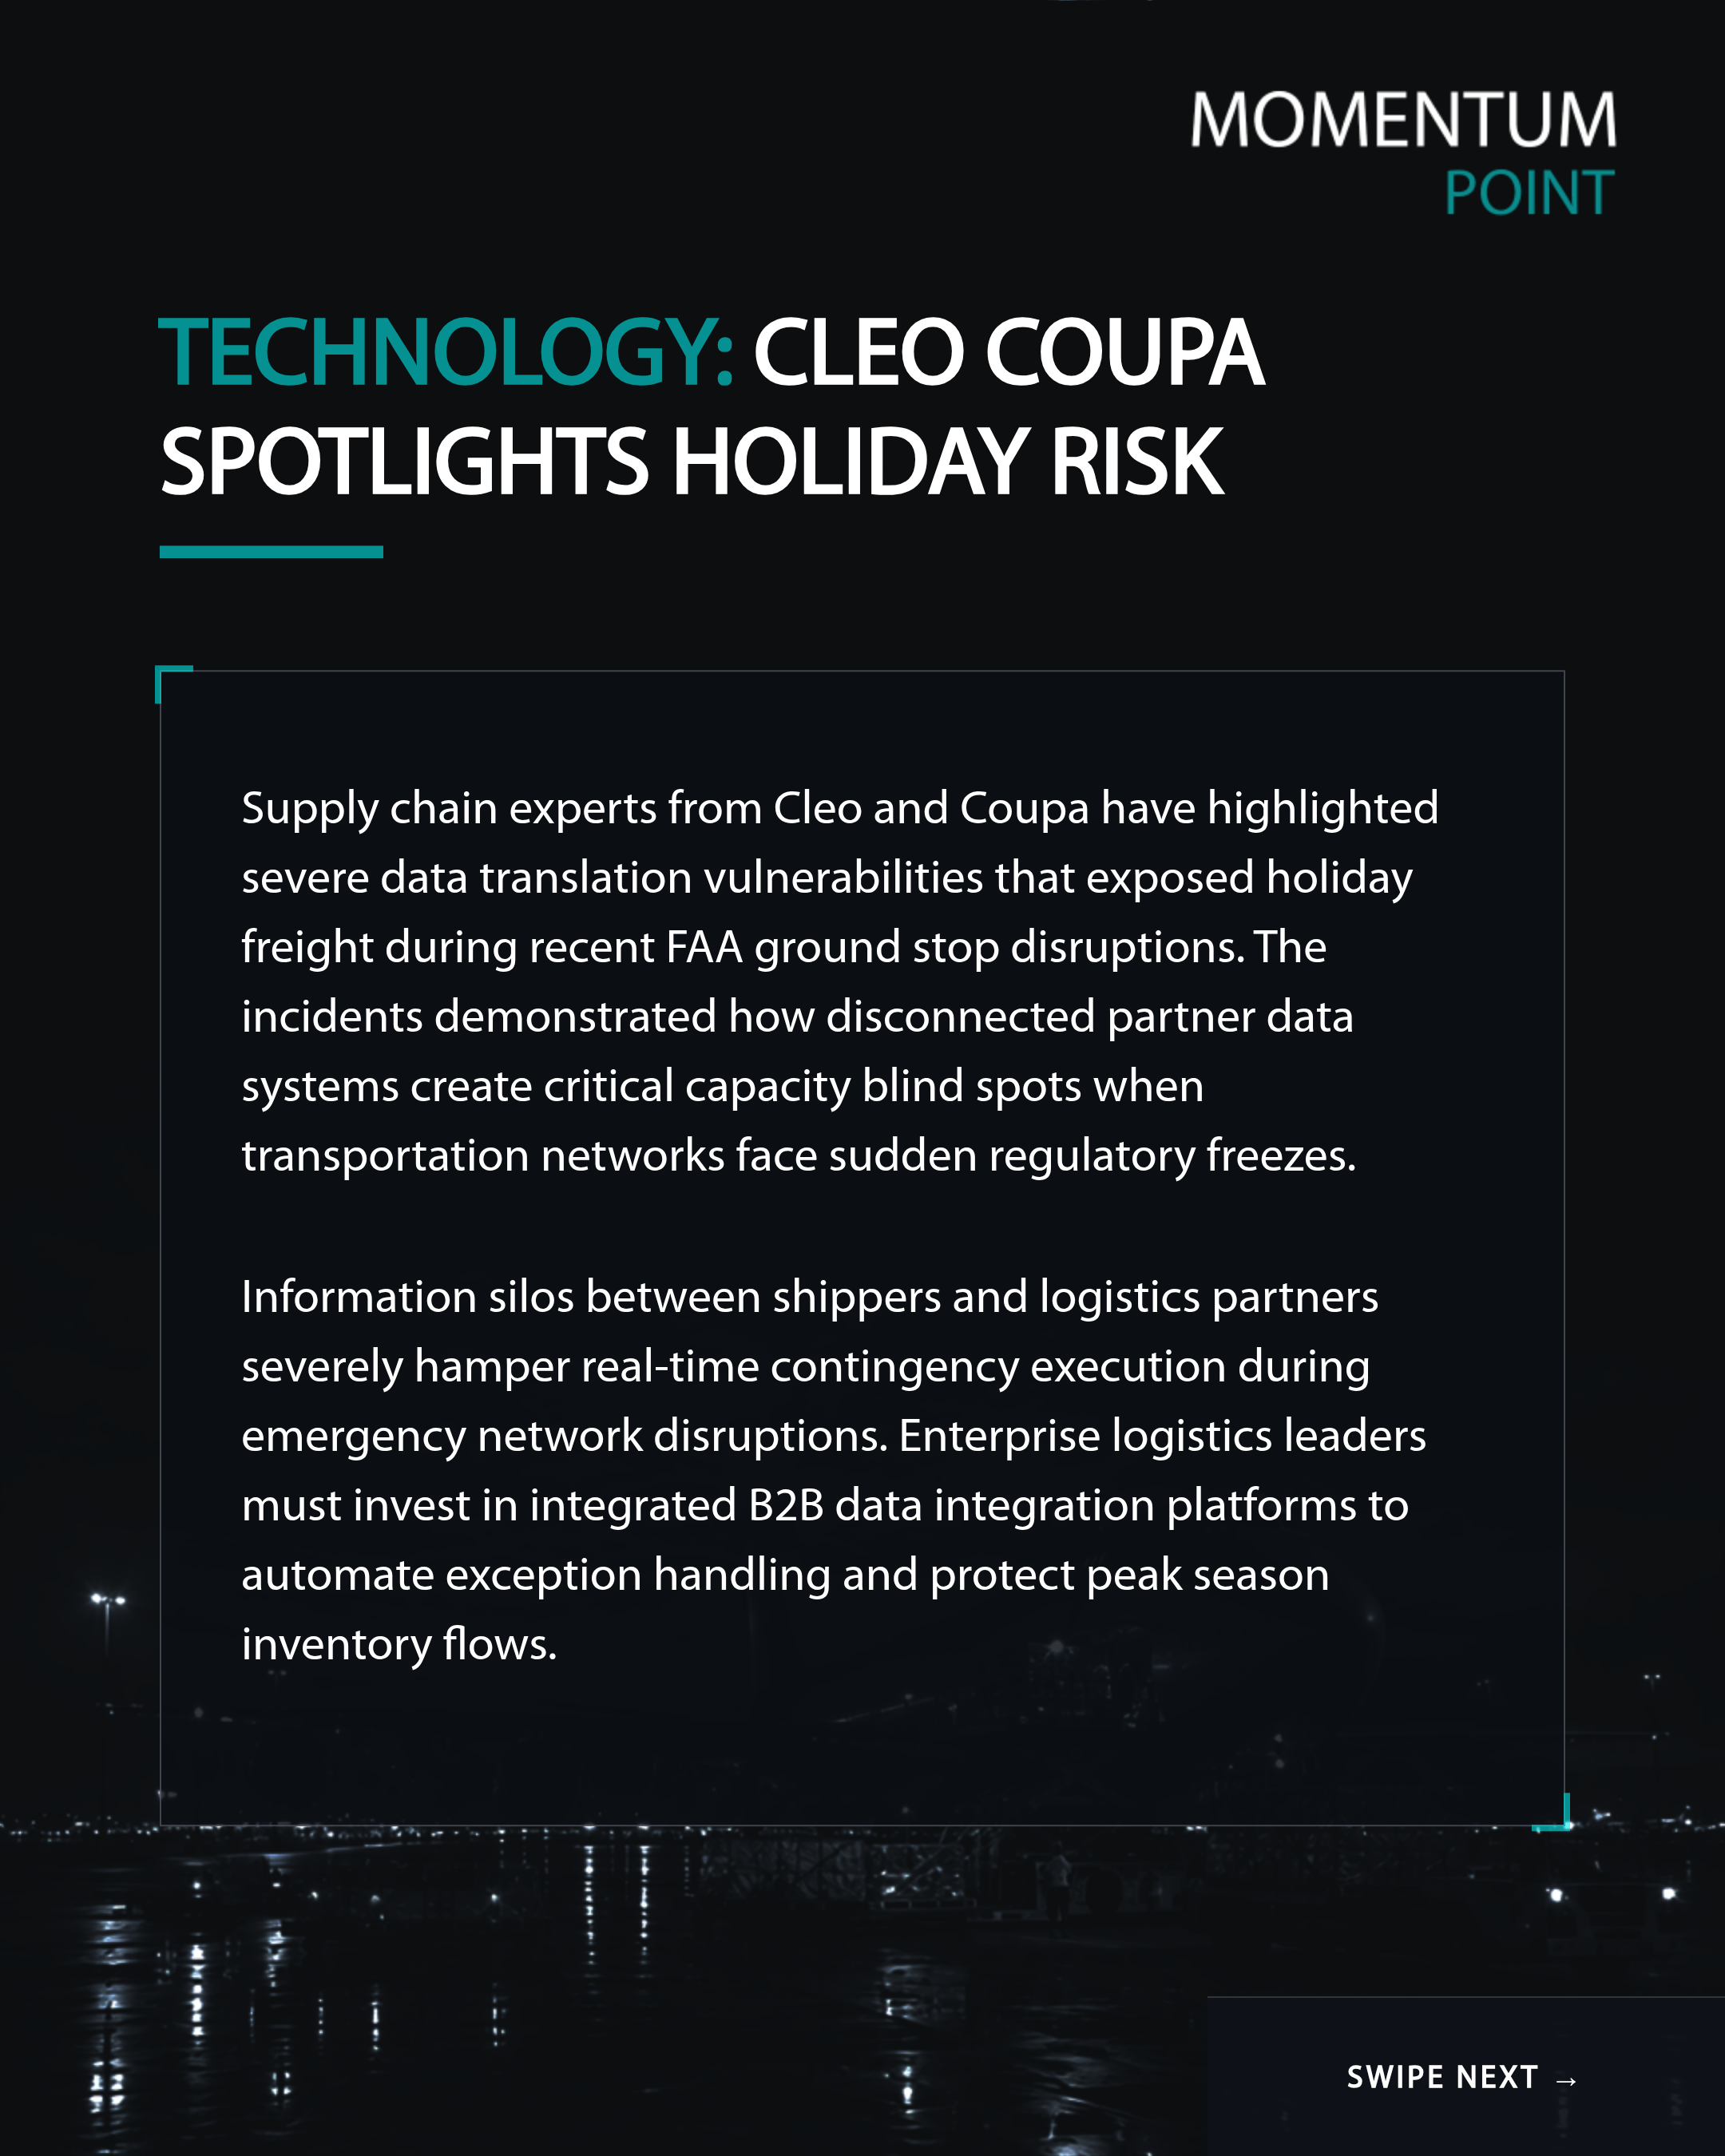 MOMENTUM
POINT
TECHNOLOGY: CLEO COUPA
SPOTLIGHTS HOLIDAY RISK
Supply chain experts from Cleo and Coupa have highlighted
severe data translation vulnerabilities that exposed holiday
freight during recent FAA ground stop disruptions. The
incidents demonstrated how disconnected partner data
systems create critical capacity blind spots when
transportation networks face sudden regulatory freezes.
Information silos between shippers and logistics partners
severely hamper real-time contingency execution during
emergency network disruptions. Enterprise logistics leaders
must invest in integrated B2B data integration platforms to
automate exception handling and protect peak season
inventory flows.
SWIPE NEXT →